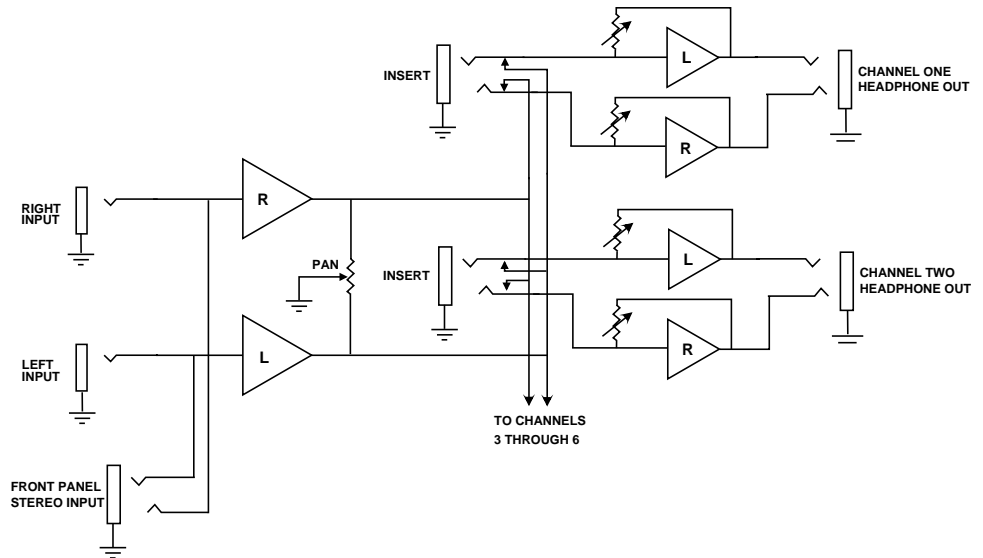 INSERT
L
R
CHANNEL ONE
HEADPHONE OUT
RIGHT
INPUT
R
PAN
INSERT
L
R
CHANNEL TWO
HEADPHONE OUT
LEFT
INPUT
L
TO CHANNELS
3 THROUGH 6
FRONT PANEL
STEREO INPUT